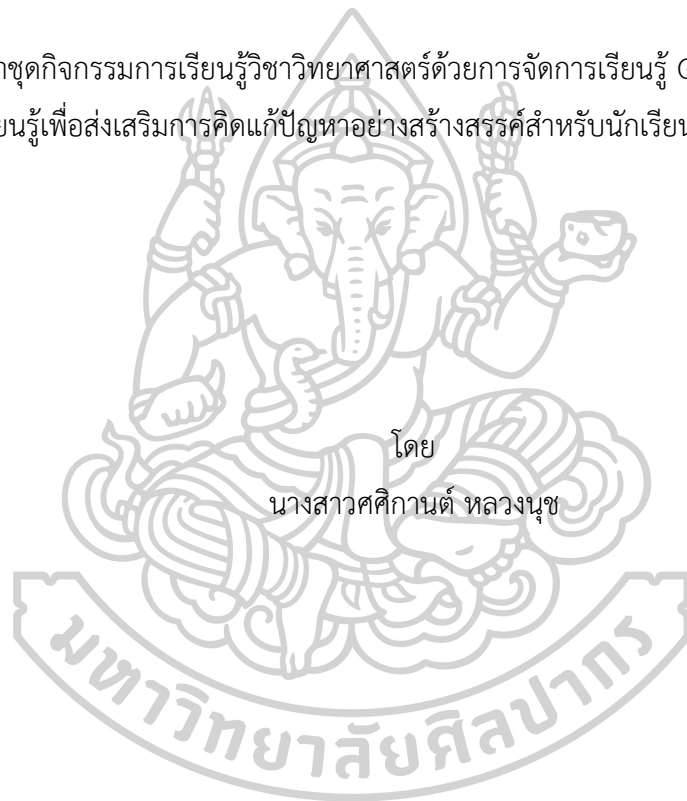 าชุดกิจกรรมการเรียนรู้วิชาวิทยาศาสตร์ด้วยการจัดการเรียนรู้
ยนรู้เพื่อส่งเสริมการคิดแก้ปัญหาอย่างสร้างสรรค์สำหรับนักเรียน
โดย
นางสาวศศิกานต์ หลวงนุช
มหาวิทยาลัยศิลปากร